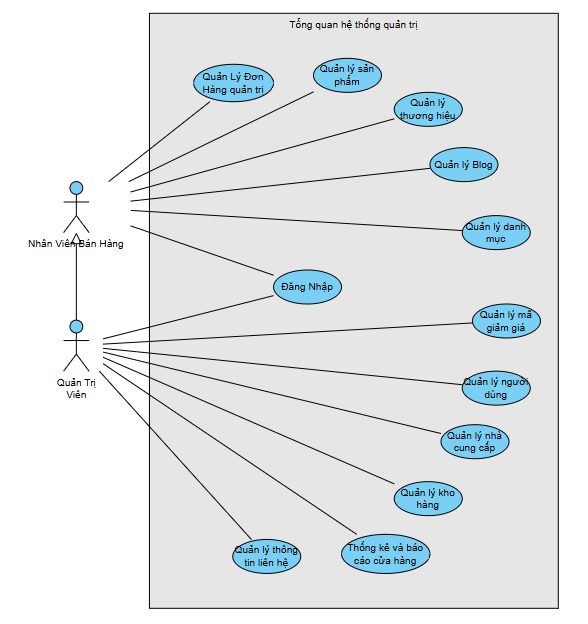 Tổng quan hệ thống quản trị
Quản Lý Đơn
Hàng quản trị
Quản lý sản
phẩm
Quản lý
thương hiệu
Quản lý Blog
Quản lý danh
mục
Nhân Viên Bán Hàng
Đăng Nhập
Quản lý mã
giảm giá
Quản Trị
Viên
Quản lý người
dùng
Quản lý nhà
cung cấp
Quản lý kho
hàng
Quản lý thông
tin liên hệ
Thống kê và báo
cáo cửa hàng